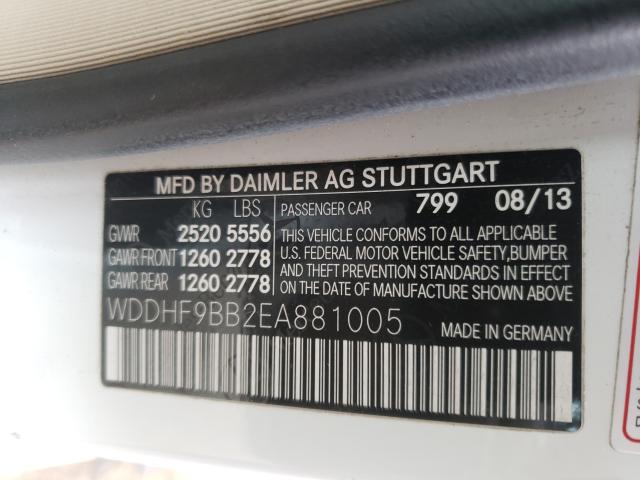 MFD BY DAIMLER AG STUTTGART
KG LBS PASSENGER CAR 799 08/13
GVWR 2520 5556
GAWR FRONT 1260 2778
GAWR REAR 1260 2778
THIS VEHICLE CONFORMS TO ALL APPLICABLE
U.S. FEDERAL MOTOR VEHICLE SAFETY,BUMPER
AND THEFT PREVENTION STANDARDS IN EFFECT
ON THE DATE OF MANUFACTURE SHOWN ABOVE.
WDDHF9BB2EA881005 MADE IN GERMANY